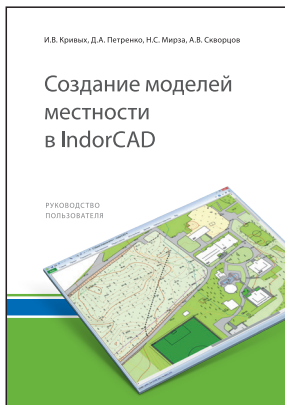 И.В. Кривых, Д.А. Петренко, Н.С. Мирза, А.В. Скворцов
Создание моделей
местности
в IndorCAD
РУКОВОДСТВО
ПОЛЬЗОВАТЕЛЯ